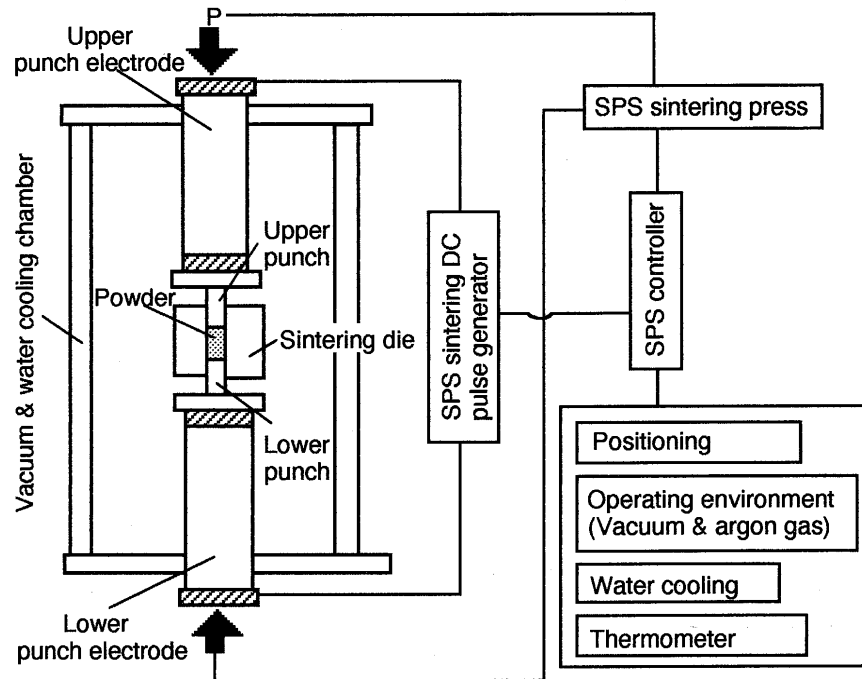 P
Upper
punch electrode
SPS sintering press
Vacuum & water cooling chamber
Upper
punch
Powder
Sintering die
SPS sintering DC
pulse generator
SPS controller
Lower
punch
Positioning
Operating environment
(Vacuum & argon gas)
Water cooling
Thermometer
Lower
punch electrode